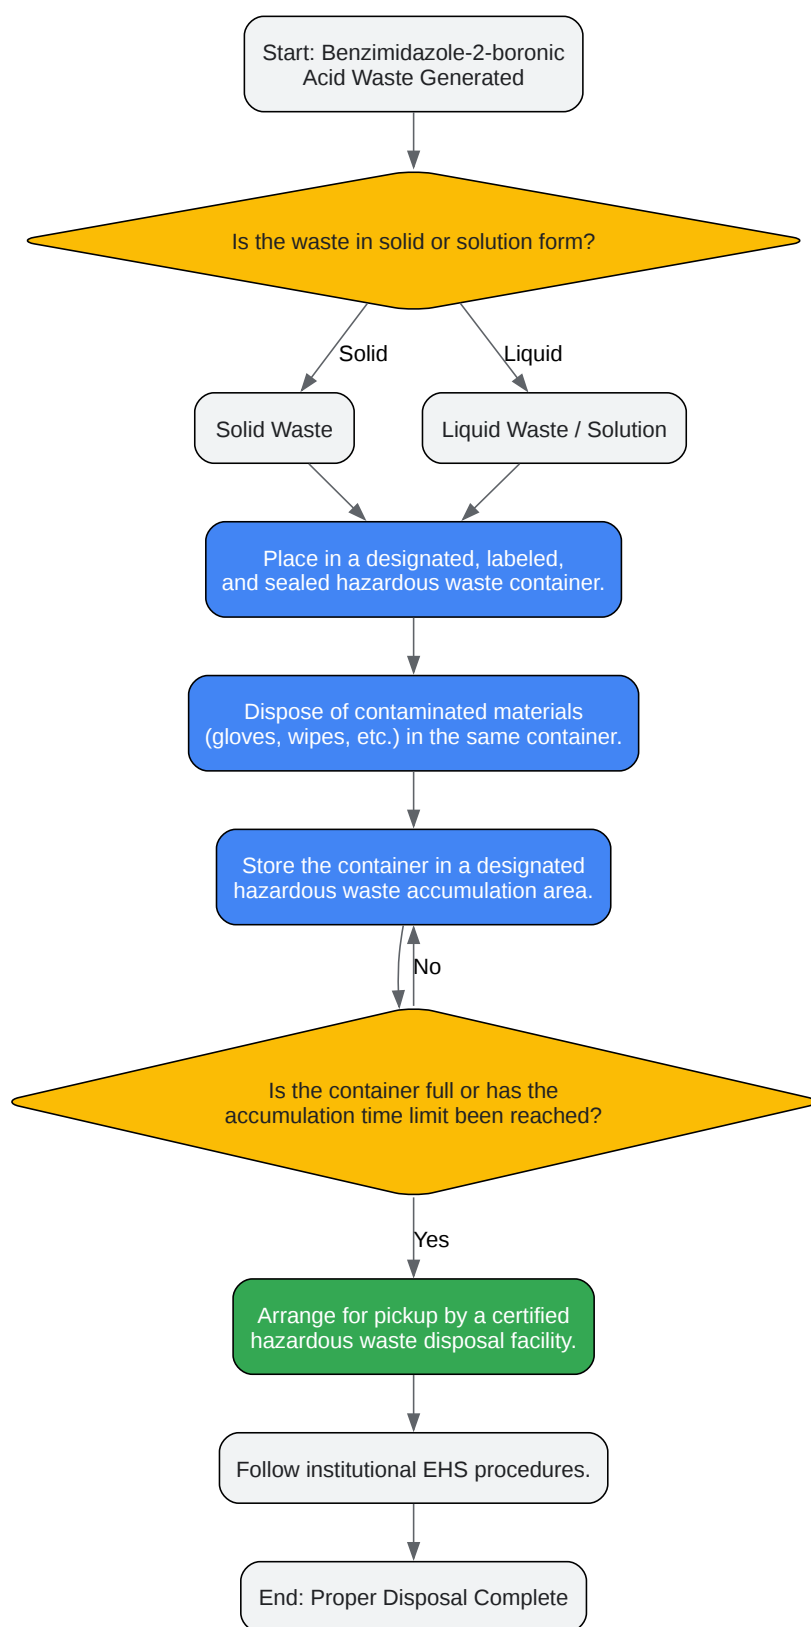 Start: Benzimidazole-2-boronic
Acid Waste Generated
Is the waste in solid or solution form?
Solid
Liquid
Solid Waste
Liquid Waste / Solution
Place in a designated, labeled,
and sealed hazardous waste container.
Dispose of contaminated materials
(gloves, wipes, etc.) in the same container.
Store the container in a designated
hazardous waste accumulation area.
No
Is the container full or has the
accumulation time limit been reached?
Yes
Arrange for pickup by a certified
hazardous waste disposal facility.
Follow institutional EHS procedures.
End: Proper Disposal Complete